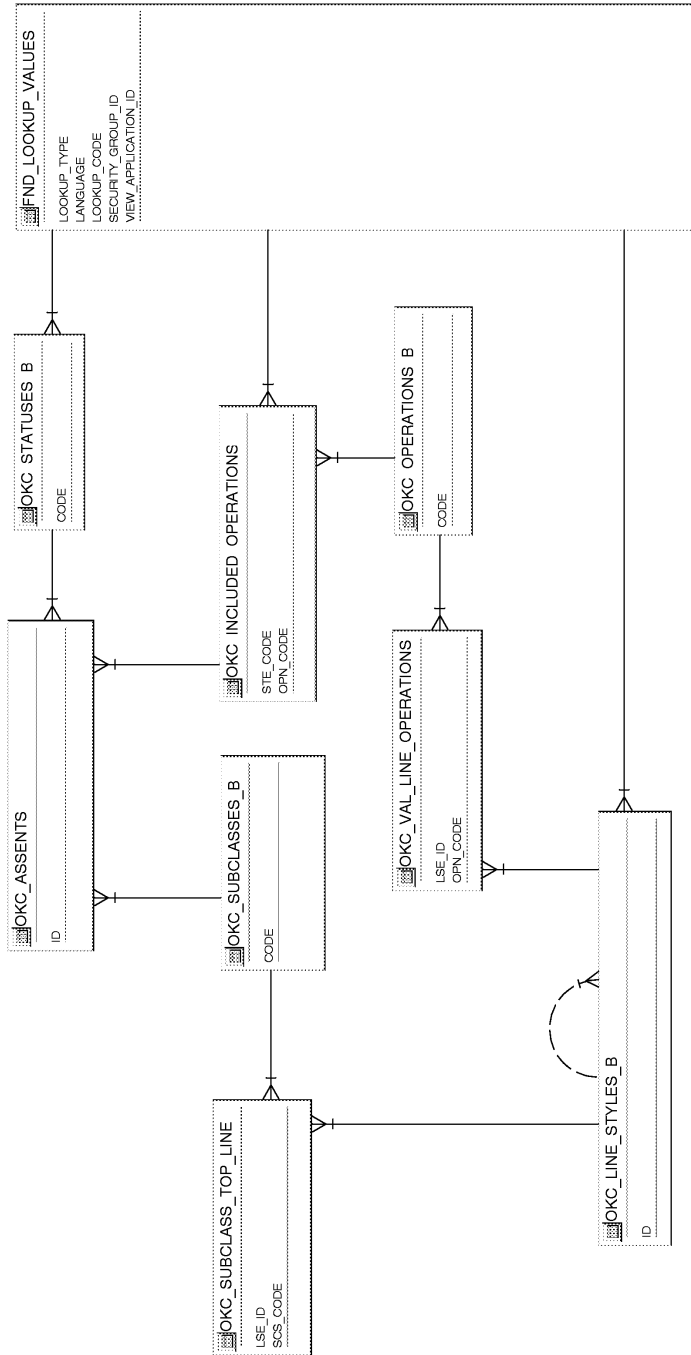 FND_LOOKUP_VALUES
LOOKUP_TYPE
LANGUAGE
LOOKUP_CODE
SECURITY_GROUP_ID
VIEW_APPLICATION_ID
OKC_STATUSES_B
CODE
OKC_ASSENTS
ID
OKC_INCLUDED_OPERATIONS
STE_CODE
OPN_CODE
OKC_SUBCLASSES_B
CODE
OKC_OPERATIONS_B
CODE
OKC_VAL_LINE_OPERATIONS
LSE_ID
OPN_CODE
OKC_SUBCLASS_TOP_LINE
LSE_ID
SCS_CODE
OKC_LINE_STYLES_B
ID